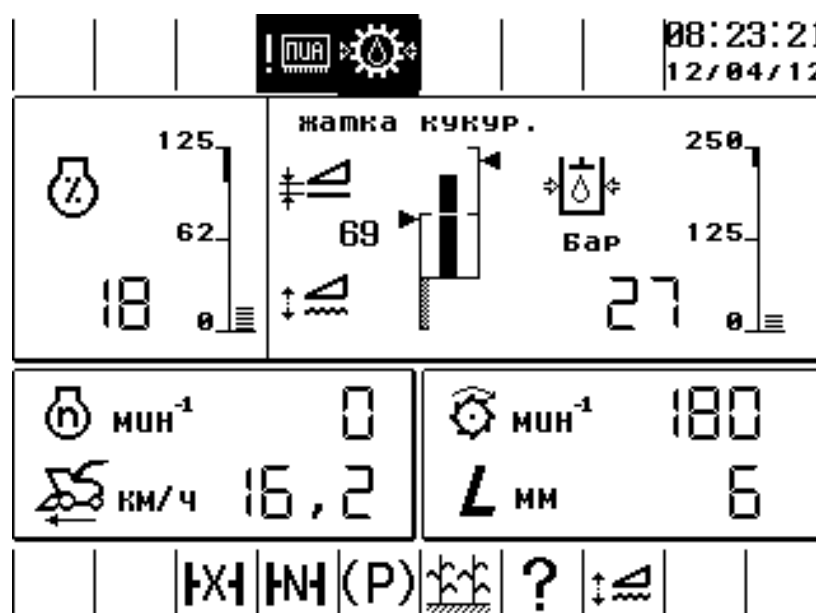 ! ПИА 08:23:21
12/04/12
жатка кукур.
125
62
0
%
18
69
Бар
27
250
125
0
n мин⁻¹ 0
км/ч 16,2
мин⁻¹ 180
L мм 6
X N (P) ?